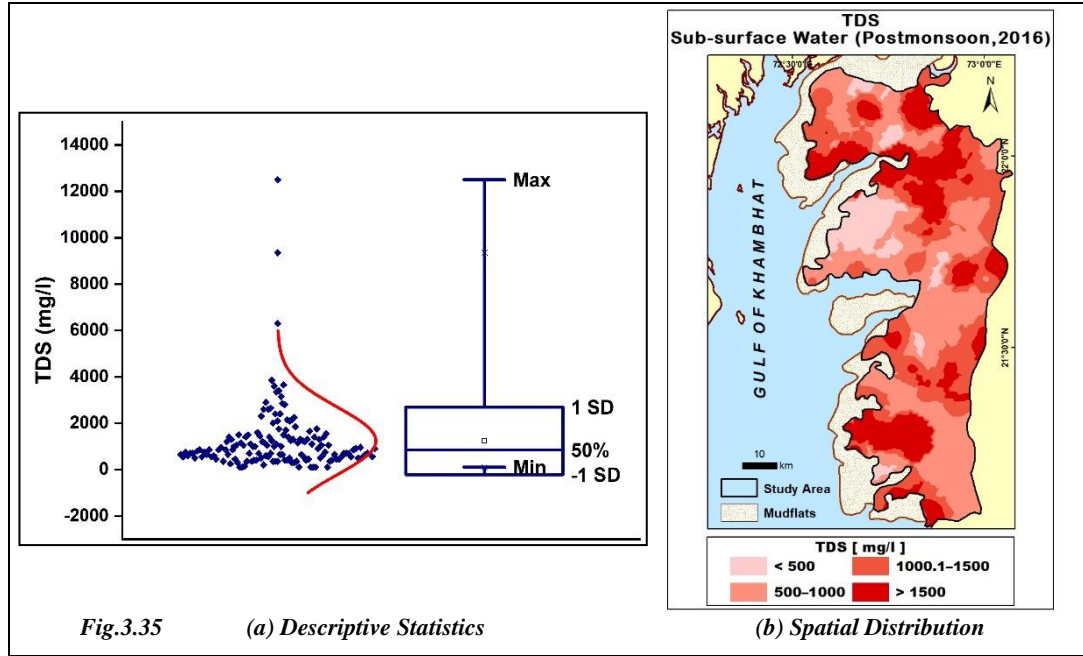 14000
12000
10000
8000
6000
4000
2000
0
-2000
TDS (mg/l)
Max
1 SD
50%
Min
-1 SD
TDS
Sub-surface Water (Postmonsoon,2016)
72°30'0"E
73°0'0"E
N
22°0'0"N
21°30'0"N
GULF OF KHAMBHAT
10
km
Study Area
Mudflats
TDS [ mg/l ]
< 500
1000.1–1500
500–1000
> 1500
Fig.3.35 (a) Descriptive Statistics (b) Spatial Distribution